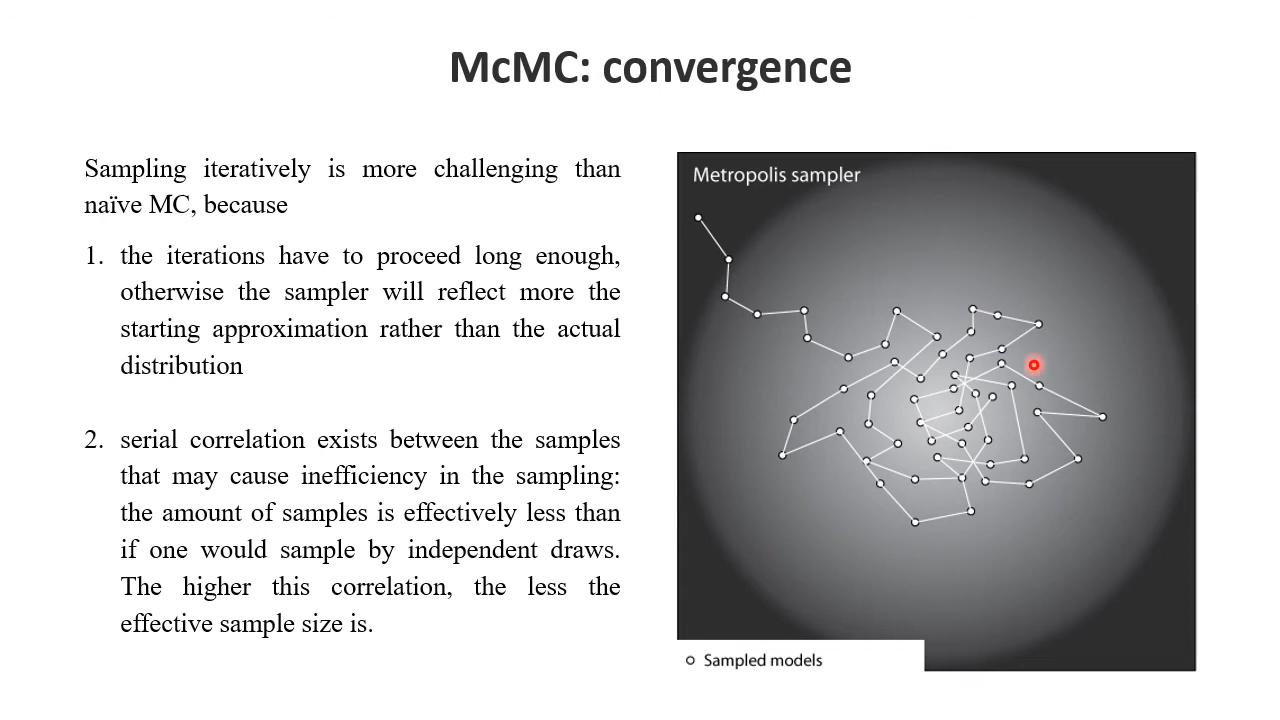 McMC: convergence
Sampling iteratively is more challenging than
naïve MC, because
1. the iterations have to proceed long enough,
otherwise the sampler will reflect more the
starting approximation rather than the actual
distribution
2. serial correlation exists between the samples
that may cause inefficiency in the sampling:
the amount of samples is effectively less than
if one would sample by independent draws.
The higher this correlation, the less the
effective sample size is.
Metropolis sampler
Sampled models